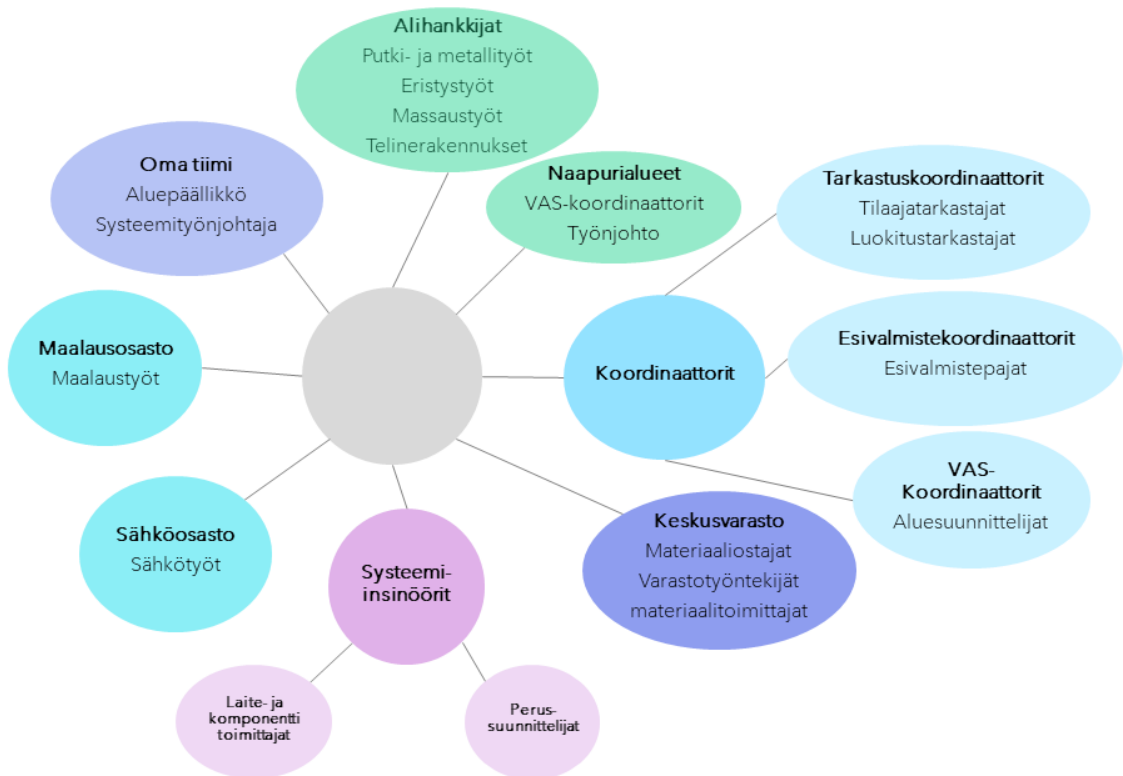 Alihankkijat
Putki- ja metallityöt
Eristystyöt
Massaustyöt
Telinerakennukset
Oma tiimi
Aluepäällikkö
Systeemityönjohtaja
Naapurialueet
VAS-koordinaattorit
Työnjohto
Tarkastuskoordinaattorit
Tilaajatarkastajat
Luokitustarkastajat
Maalausosasto
Maalaustyöt
Koordinaattorit
Esivalmistekoordinaattorit
Esivalmistepajat
VAS-
Koordinaattorit
Aluesuunnittelijat
Sähköosasto
Sähkötyöt
Systeemi-
insinöörit
Keskusvarasto
Materiaaliostajat
Varastotyöntekijät
materiaalitoimittajat
Laite- ja
komponentti
toimittajat
Perus-
suunnittelijat